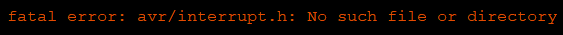 fatal error: avr/interrupt.h: No such file or directory